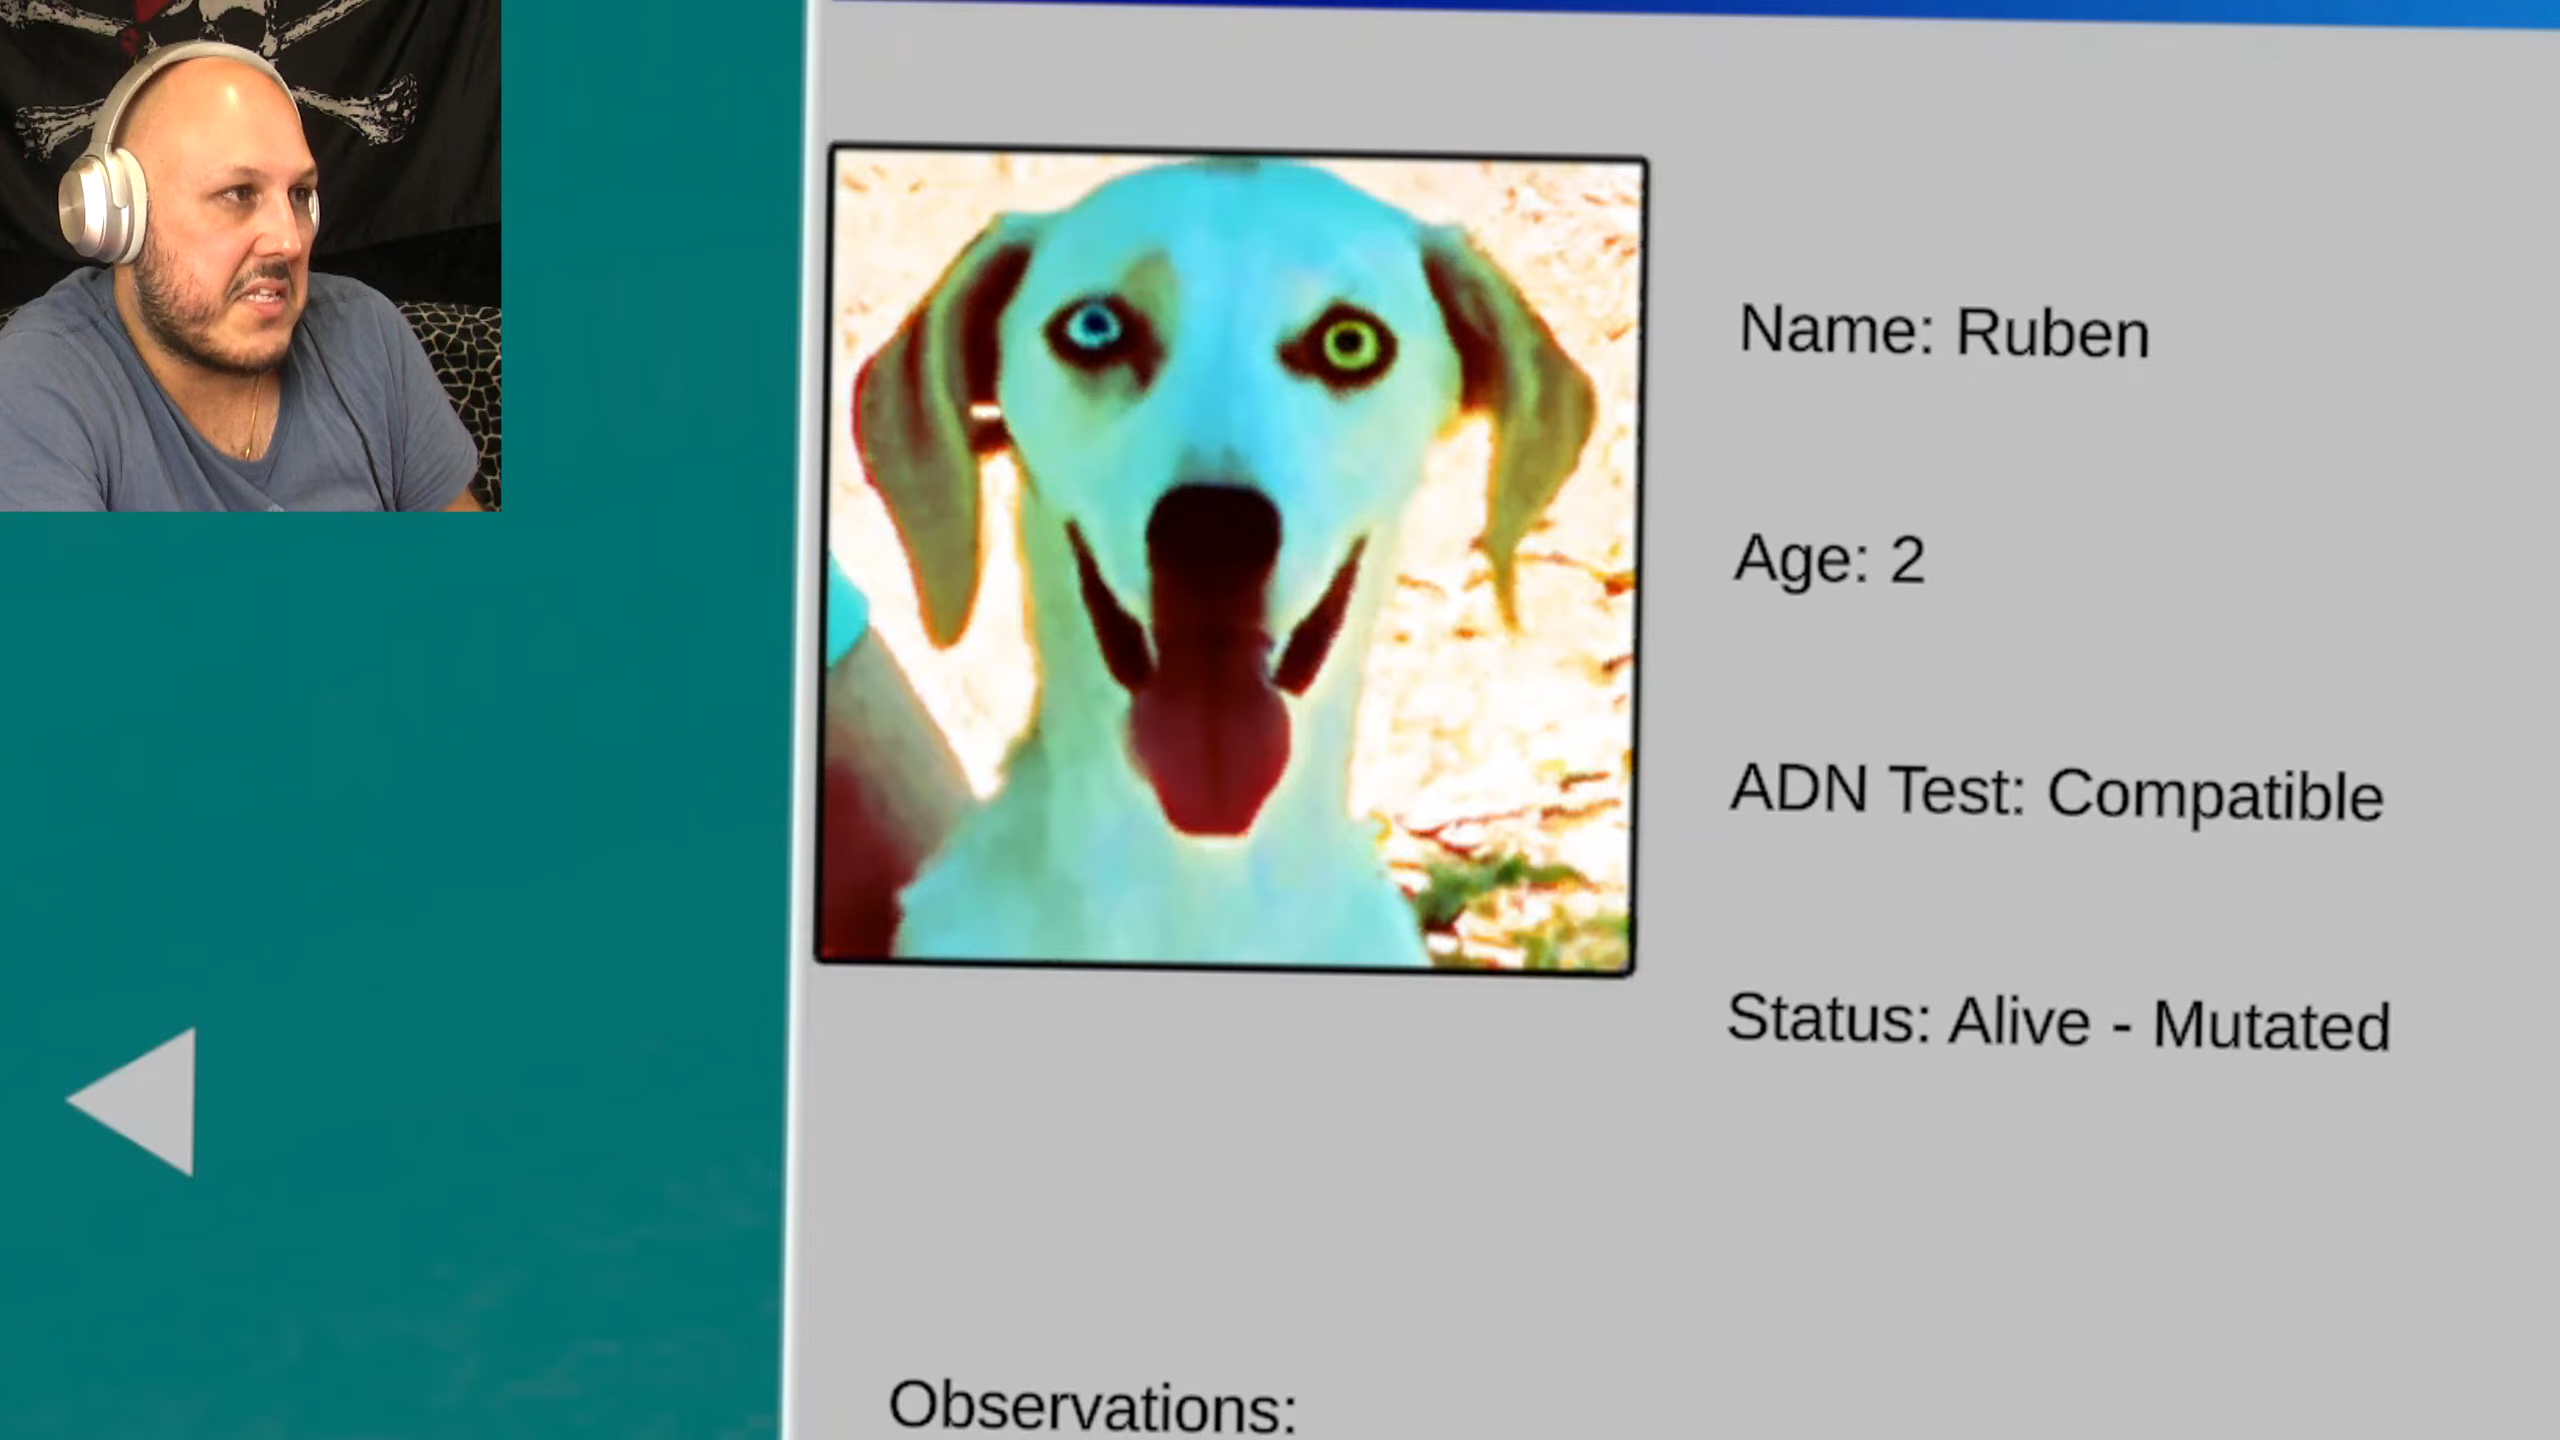 Name: Ruben
Age: 2
ADN Test: Compatible
Status: Alive - Mutated
Observations: